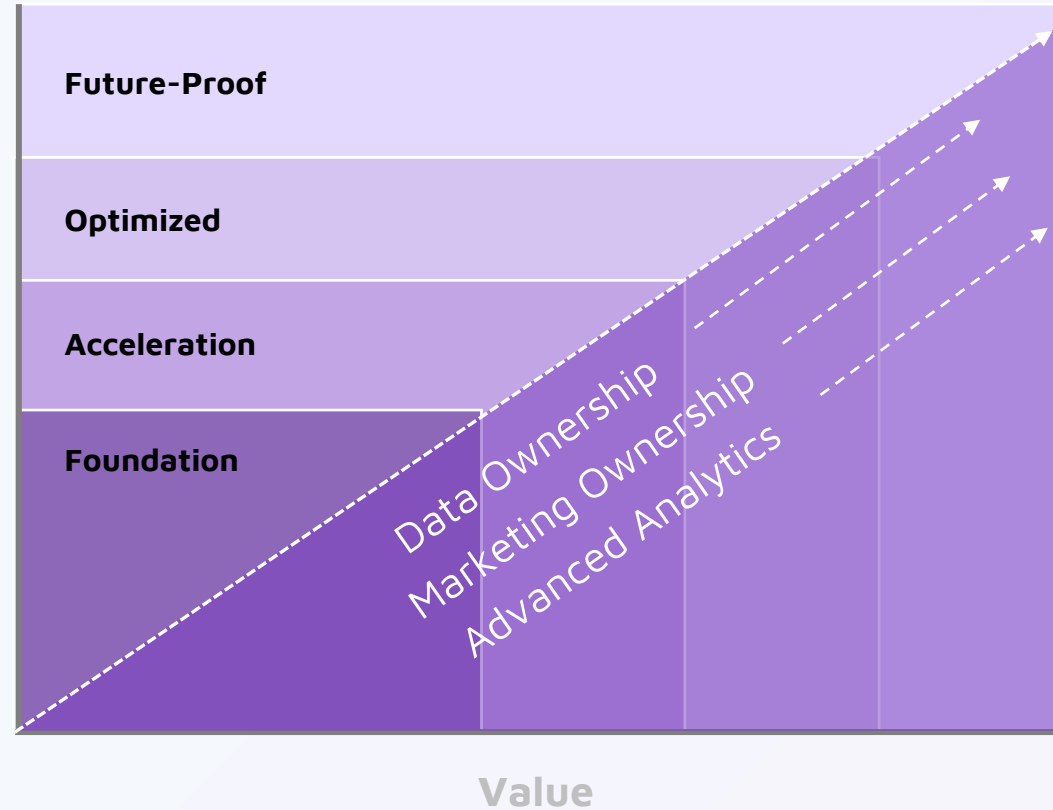 Future-Proof
Optimized
Acceleration
Foundation
Data Ownership
Marketing Ownership
Advanced Analytics
Value